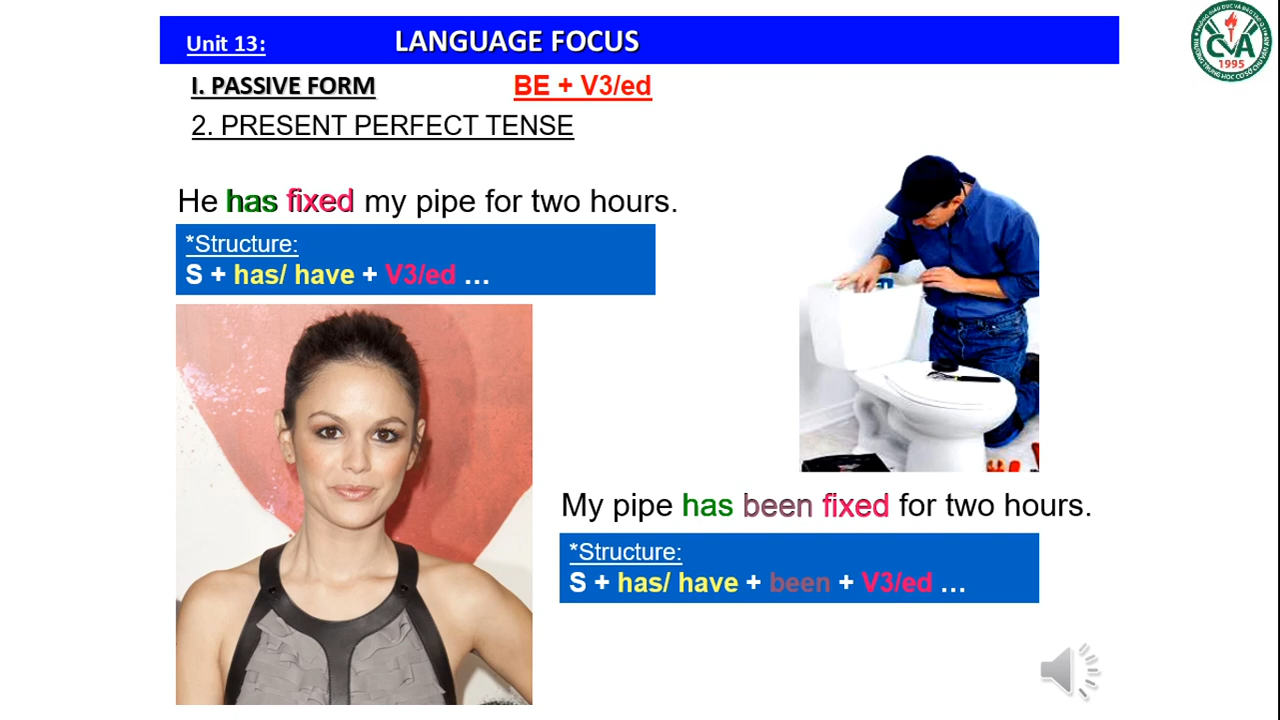 Unit 13: LANGUAGE FOCUS
I. PASSIVE FORM BE + V3/ed
2. PRESENT PERFECT TENSE
He has fixed my pipe for two hours.
*Structure:
S + has/ have + V3/ed ...
My pipe has been fixed for two hours.
*Structure:
S + has/ have + been + V3/ed ...
CVA
1995